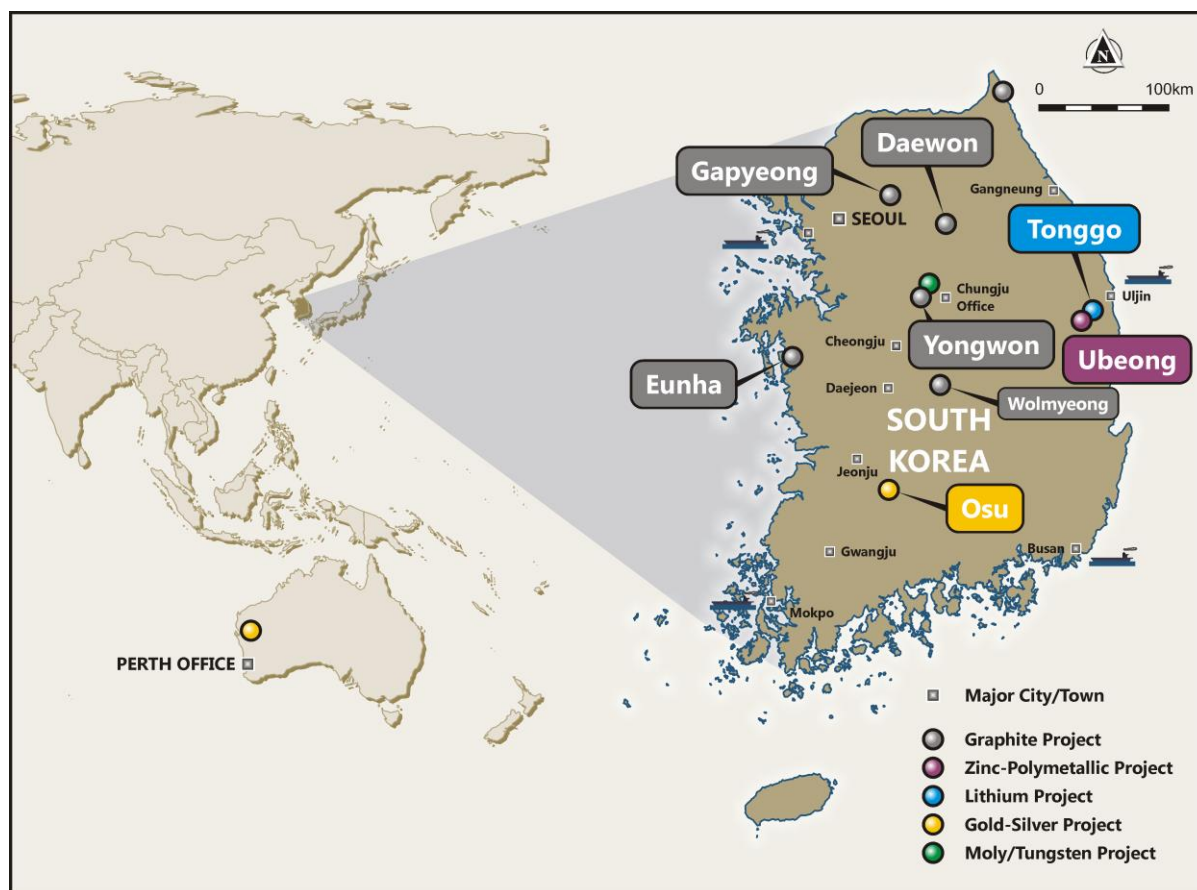 N
0 100km
Daewon
Gapyeong
Gangneung
SEOUL
Tonggo
Uljin
Chungju
Office
Cheongju
Yongwon
Ubeong
Eunha
Daejeon
Wolmyeong
SOUTH
KOREA
Jeonju
Osu
Gwangju
Busan
Mokpo
PERTH OFFICE
Major City/Town
Graphite Project
Zinc-Polymetallic Project
Lithium Project
Gold-Silver Project
Moly/Tungsten Project